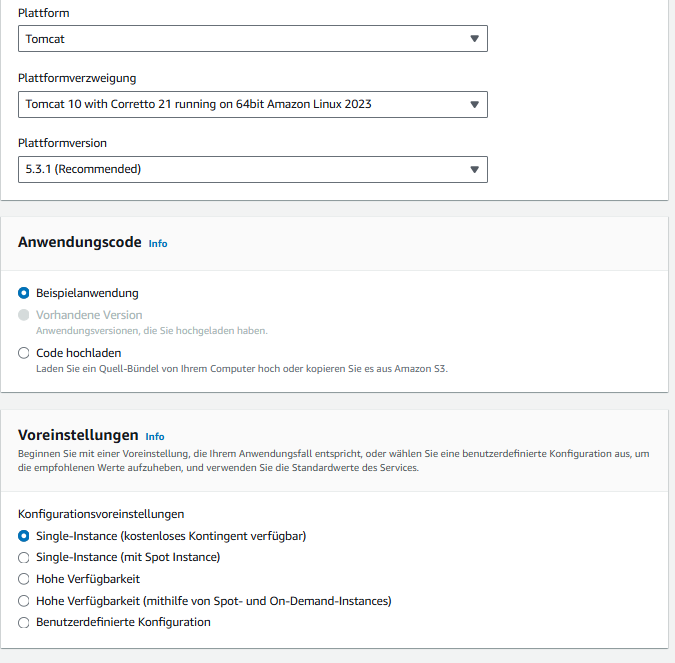 Plattform
Tomcat
Plattformverzweigung
Tomcat 10 with Corretto 21 running on 64bit Amazon Linux 2023
Plattformversion
5.3.1 (Recommended)
Anwendungscode Info
Beispielanwendung
Vorhandene Version
Anwendungsversionen, die Sie hochgeladen haben.
Code hochladen
Laden Sie ein Quell-Bündel von Ihrem Computer hoch oder kopieren Sie es aus Amazon S3.
Voreinstellungen Info
Beginnen Sie mit einer Voreinstellung, die Ihrem Anwendungsfall entspricht, oder wählen Sie eine benutzerdefinierte Konfiguration aus, um
die empfohlenen Werte aufzuheben, und verwenden Sie die Standardwerte des Services.
Konfigurationsvoreinstellungen
Single-Instance (kostenloses Kontingent verfügbar)
Single-Instance (mit Spot Instance)
Hohe Verfügbarkeit
Hohe Verfügbarkeit (mithilfe von Spot- und On-Demand-Instances)
Benutzerdefinierte Konfiguration